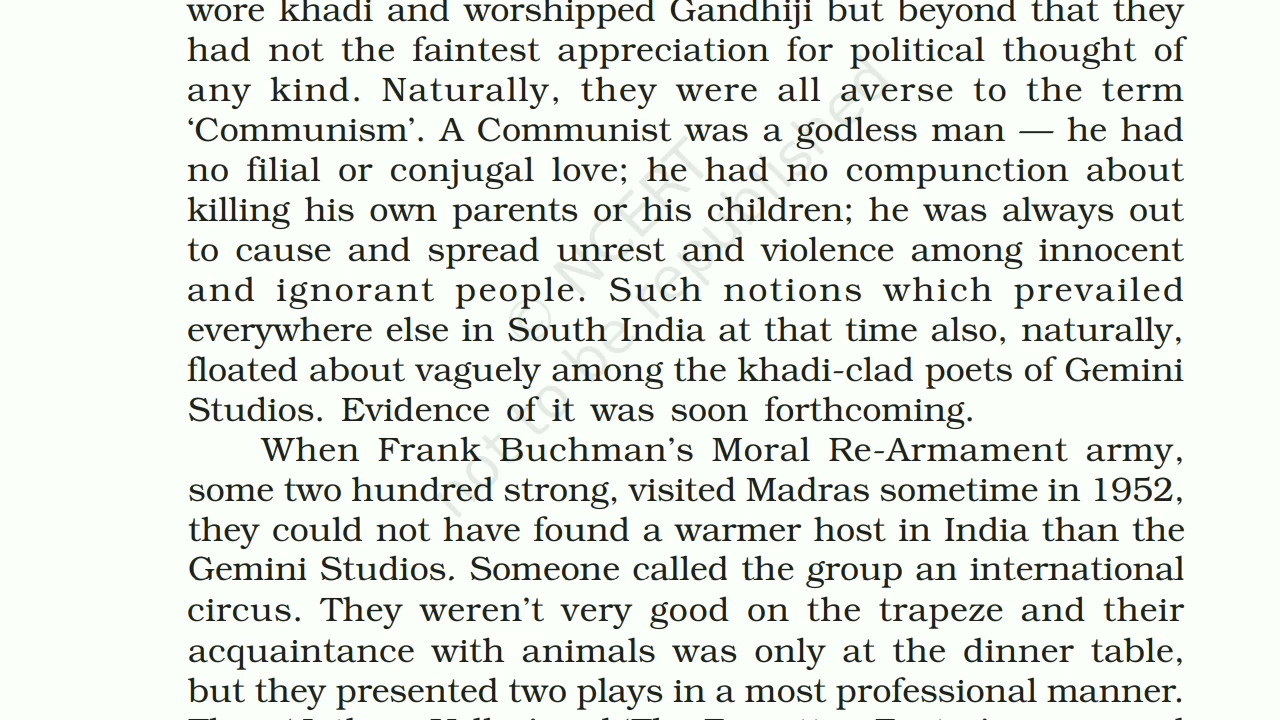 wore khadi and worshipped Gandhiji but beyond that they
had not the faintest appreciation for political thought of
any kind. Naturally, they were all averse to the term
‘Communism’. A Communist was a godless man — he had
no filial or conjugal love; he had no compunction about
killing his own parents or his children; he was always out
to cause and spread unrest and violence among innocent
and ignorant people. Such notions which prevailed
everywhere else in South India at that time also, naturally,
floated about vaguely among the khadi-clad poets of Gemini
Studios. Evidence of it was soon forthcoming.
When Frank Buchman’s Moral Re-Armament army,
some two hundred strong, visited Madras sometime in 1952,
they could not have found a warmer host in India than the
Gemini Studios. Someone called the group an international
circus. They weren’t very good on the trapeze and their
acquaintance with animals was only at the dinner table,
but they presented two plays in a most professional manner.
© NCERT
not to be republished